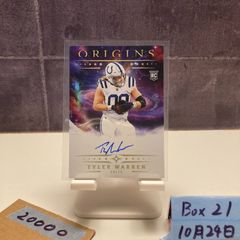 ORIGINS
RC
TYLER WARREN
20000
Box 21
10月24日